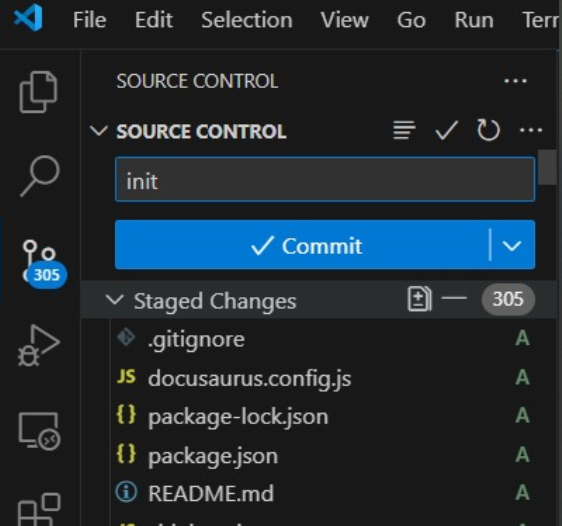 File Edit Selection View Go Run
SOURCE CONTROL
SOURCE CONTROL
init
Commit
305
Staged Changes 305
.gitignore A
JS docusaurus.config.js A
{} package-lock.json A
{} package.json A
README.md A